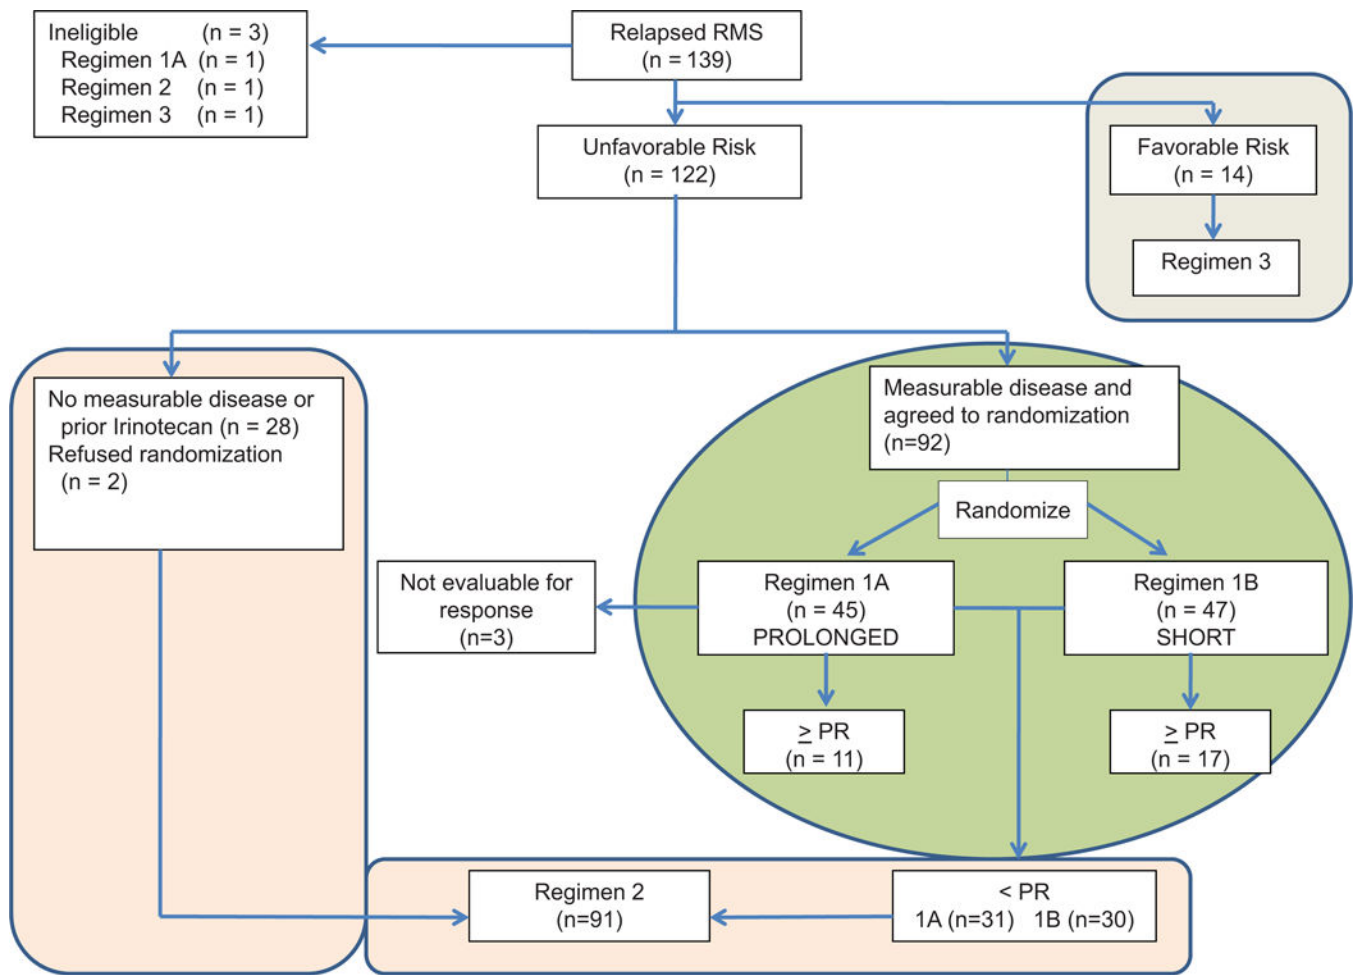 Ineligible (n = 3)
Regimen 1A (n = 1)
Regimen 2 (n = 1)
Regimen 3 (n = 1)
Relapsed RMS
(n = 139)
Unfavorable Risk
(n = 122)
Favorable Risk
(n = 14)
Regimen 3
No measurable disease or
prior Irinotecan (n = 28)
Refused randomization
(n = 2)
Measurable disease and
agreed to randomization
(n=92)
Randomize
Not evaluable for
response
(n=3)
Regimen 1A
(n = 45)
PROLONGED
Regimen 1B
(n = 47)
SHORT
≥ PR
(n = 11)
≥ PR
(n = 17)
Regimen 2
(n=91)
< PR
1A (n=31) 1B (n=30)